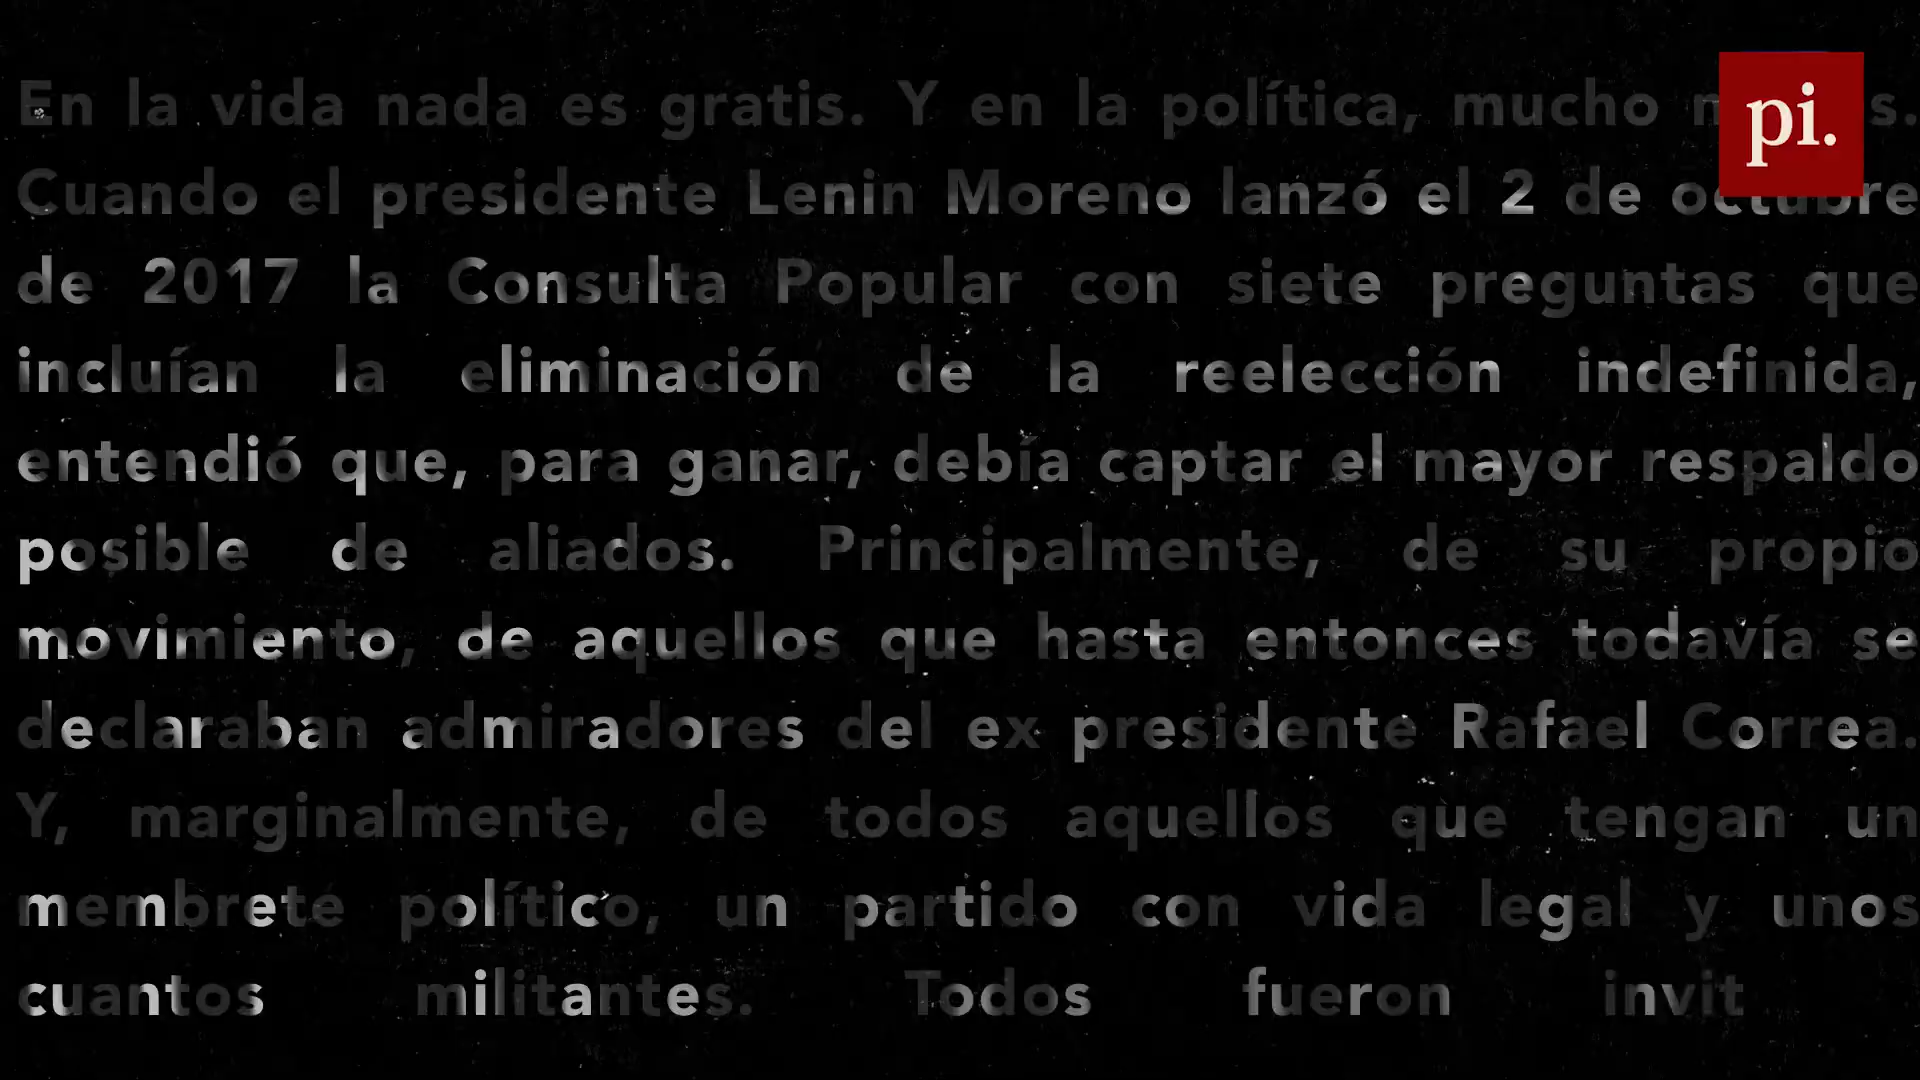 En la vida nada es gratis. Y en la política, mucho
pi.
Cuando el presidente Lenin Moreno lanzó el 2 de octubre
de 2017 la Consulta Popular con siete preguntas que
incluían la eliminación de la reelección indefinida,
entendió que, para ganar, debía captar el mayor respaldo
posible de aliados. Principalmente, de su propio
movimiento, de aquellos que hasta entonces todavía se
declaraban admiradores del ex presidente Rafael Correa.
Y, marginalmente, de todos aquellos que tengan un
membrete político, un partido con vida legal y unos
cuantos militantes. Todos fueron invit